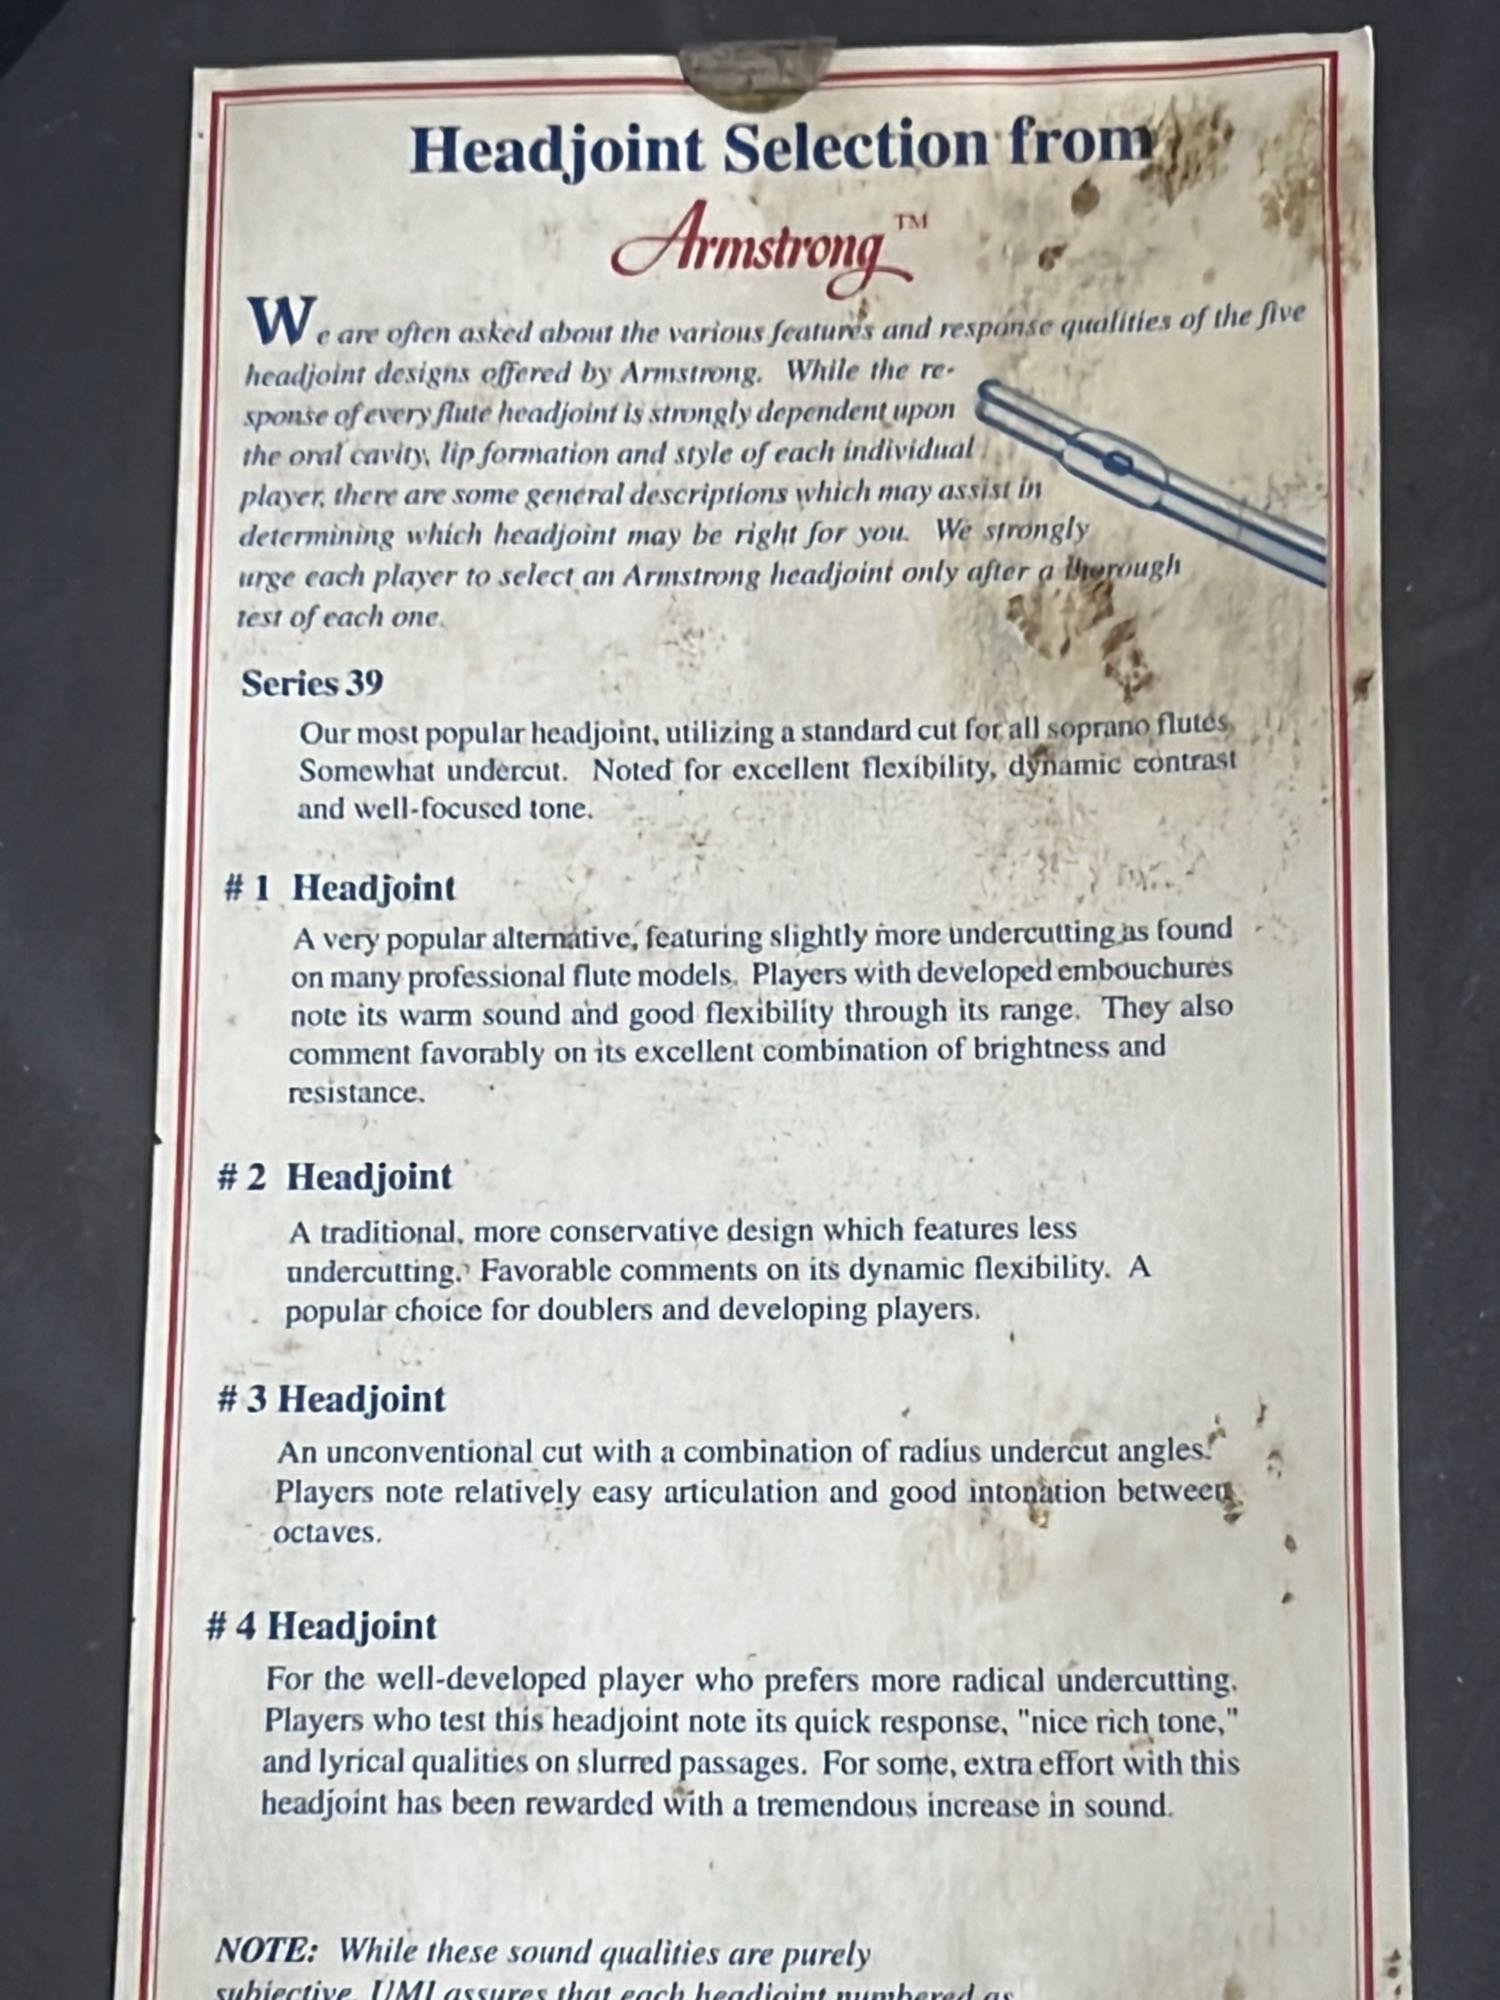 Headjoint Selection from
Armstrong™
We are often asked about the various features and response qualities of the five
headjoint designs offered by Armstrong. While the re-
sponse of every flute headjoint is strongly dependent upon
the oral cavity, lip formation and style of each individual
player, there are some general descriptions which may assist in
determining which headjoint may be right for you. We strongly
urge each player to select an Armstrong headjoint only after a thorough
test of each one.
Series 39
Our most popular headjoint, utilizing a standard cut for all soprano flutes.
Somewhat undercut. Noted for excellent flexibility, dynamic contrast
and well-focused tone.
# 1 Headjoint
A very popular alternative, featuring slightly more undercutting as found
on many professional flute models. Players with developed embouchures
note its warm sound and good flexibility through its range. They also
comment favorably on its excellent combination of brightness and
resistance.
# 2 Headjoint
A traditional, more conservative design which features less
undercutting. Favorable comments on its dynamic flexibility. A
popular choice for doublers and developing players.
# 3 Headjoint
An unconventional cut with a combination of radius undercut angles.
Players note relatively easy articulation and good intonation between
octaves.
# 4 Headjoint
For the well-developed player who prefers more radical undercutting.
Players who test this headjoint note its quick response, "nice rich tone,"
and lyrical qualities on slurred passages. For some, extra effort with this
headjoint has been rewarded with a tremendous increase in sound.
NOTE: While these sound qualities are purely
subjective, UMI assures that each headjoint numbered as